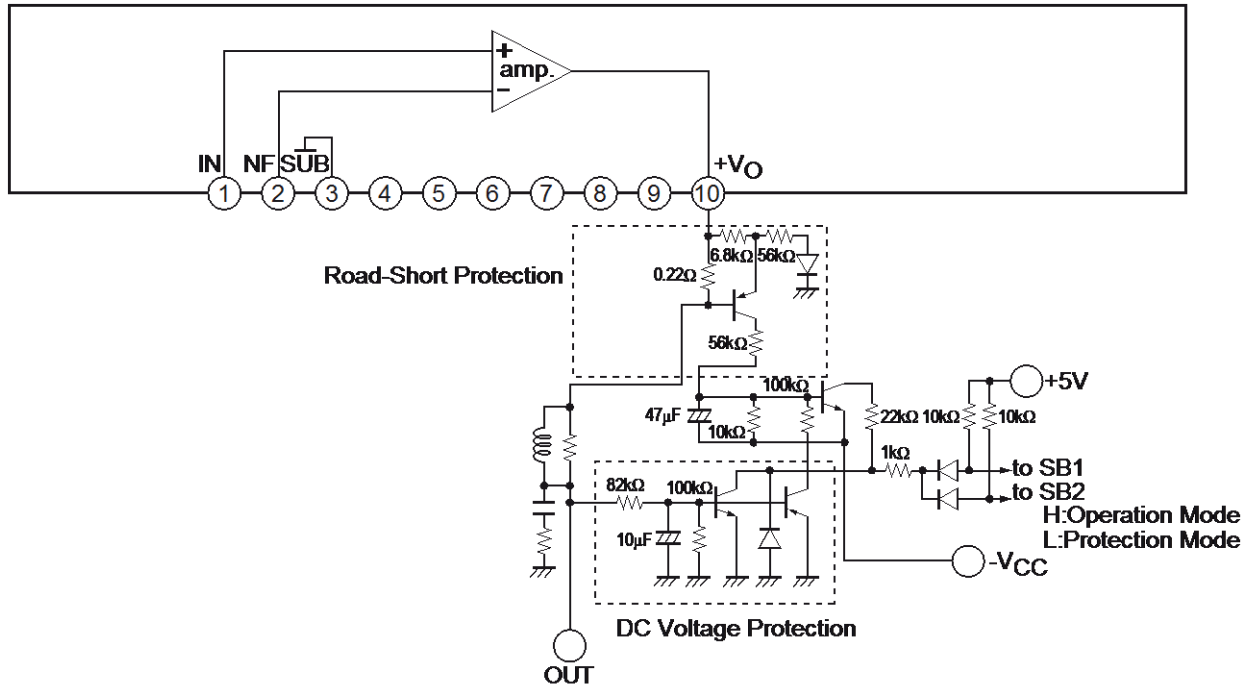 +
amp.
−
IN NF SUB
+VO
1 2 3 4 5 6 7 8 9 10
6.8kΩ 56kΩ
Road-Short Protection
0.22Ω
56kΩ
100kΩ
+5V
47µF
10kΩ
22kΩ 10kΩ 10kΩ
1kΩ
to SB1
to SB2
82kΩ 100kΩ
H:Operation Mode
10µF
L:Protection Mode
-VCC
DC Voltage Protection
OUT